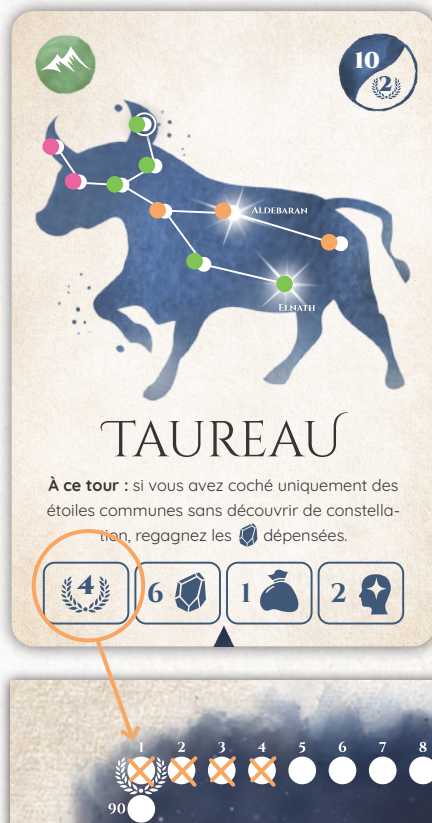 10
2
ALDEBARAN
ELNATH
TAUREAU
À ce tour : si vous avez coché uniquement des
étoiles communes sans découvrir de constella-
tion, regagnez les dépensées.
4 6 1 2
1 2 3 4 5 6 7 8
90